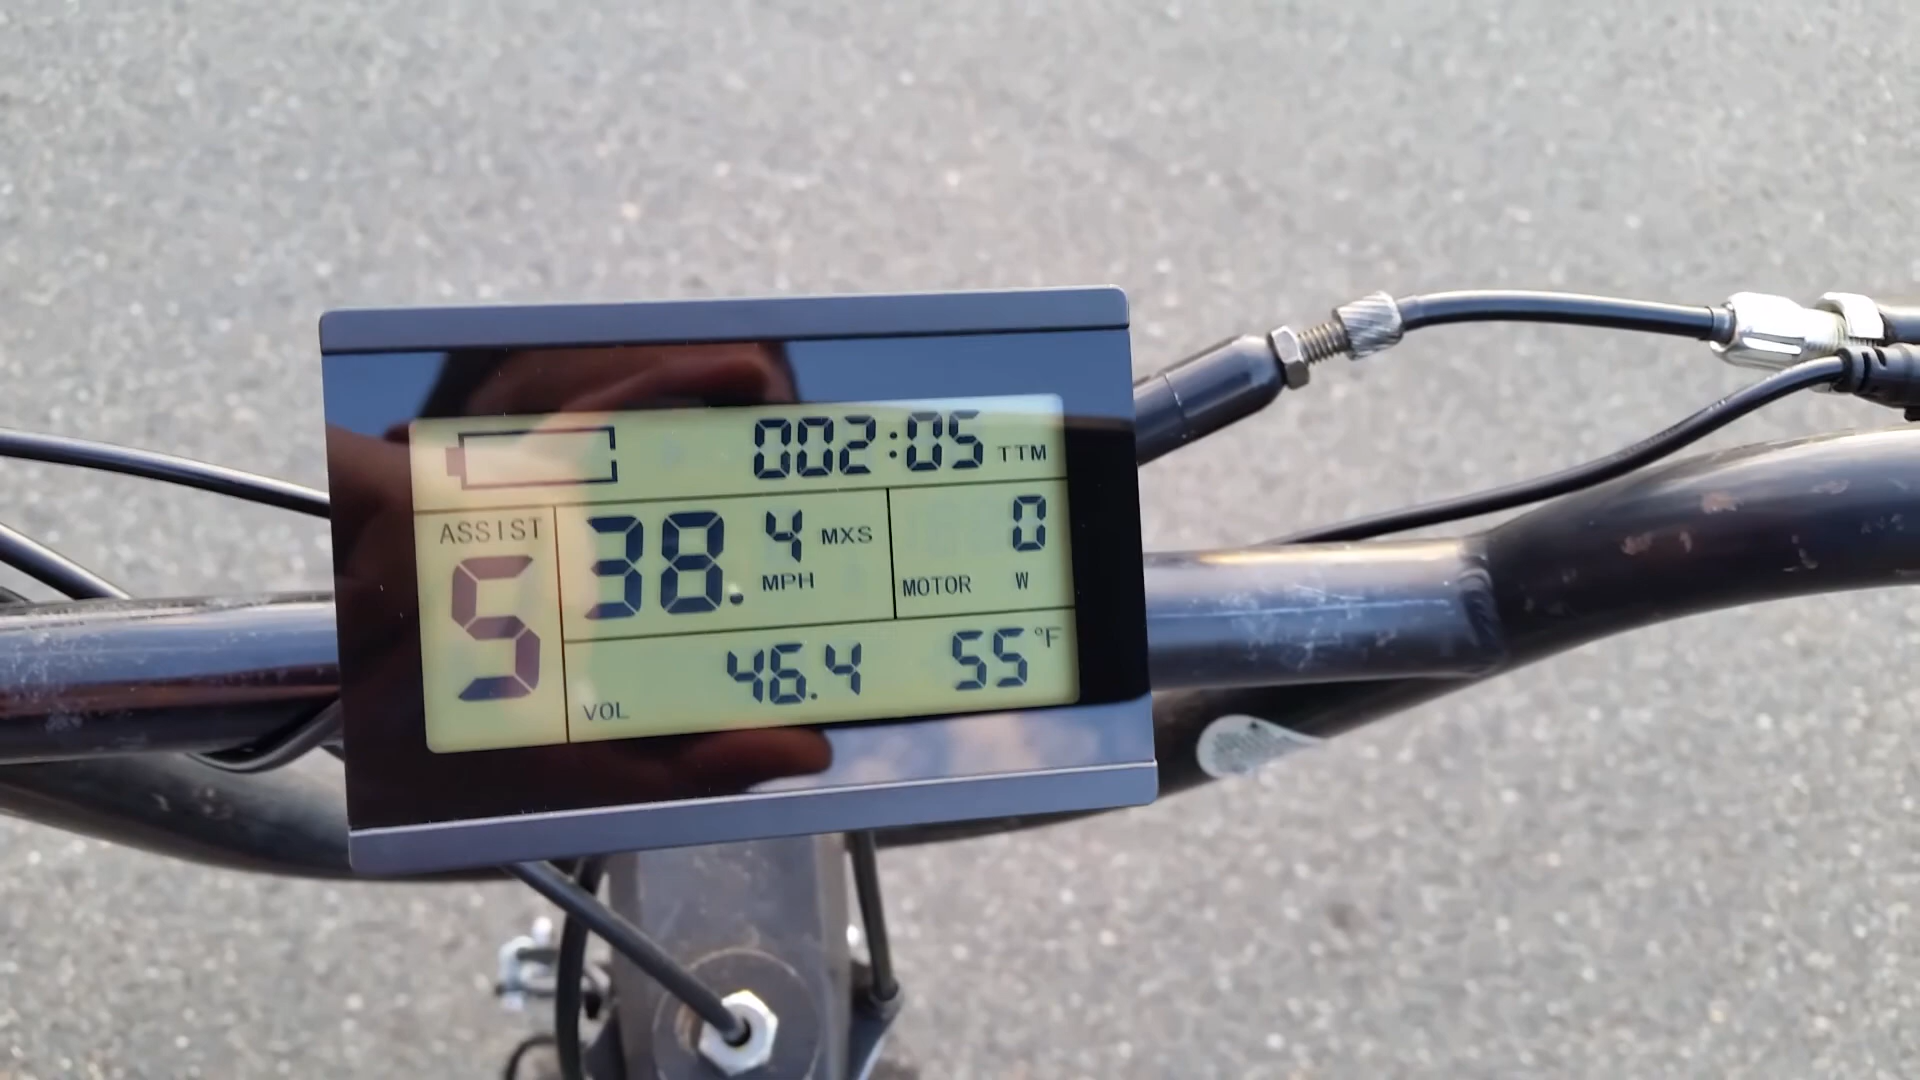 002:05 TTM
ASSIST
5
38.4 MXS
MPH
0
MOTOR W
VOL 46.4
55 °F